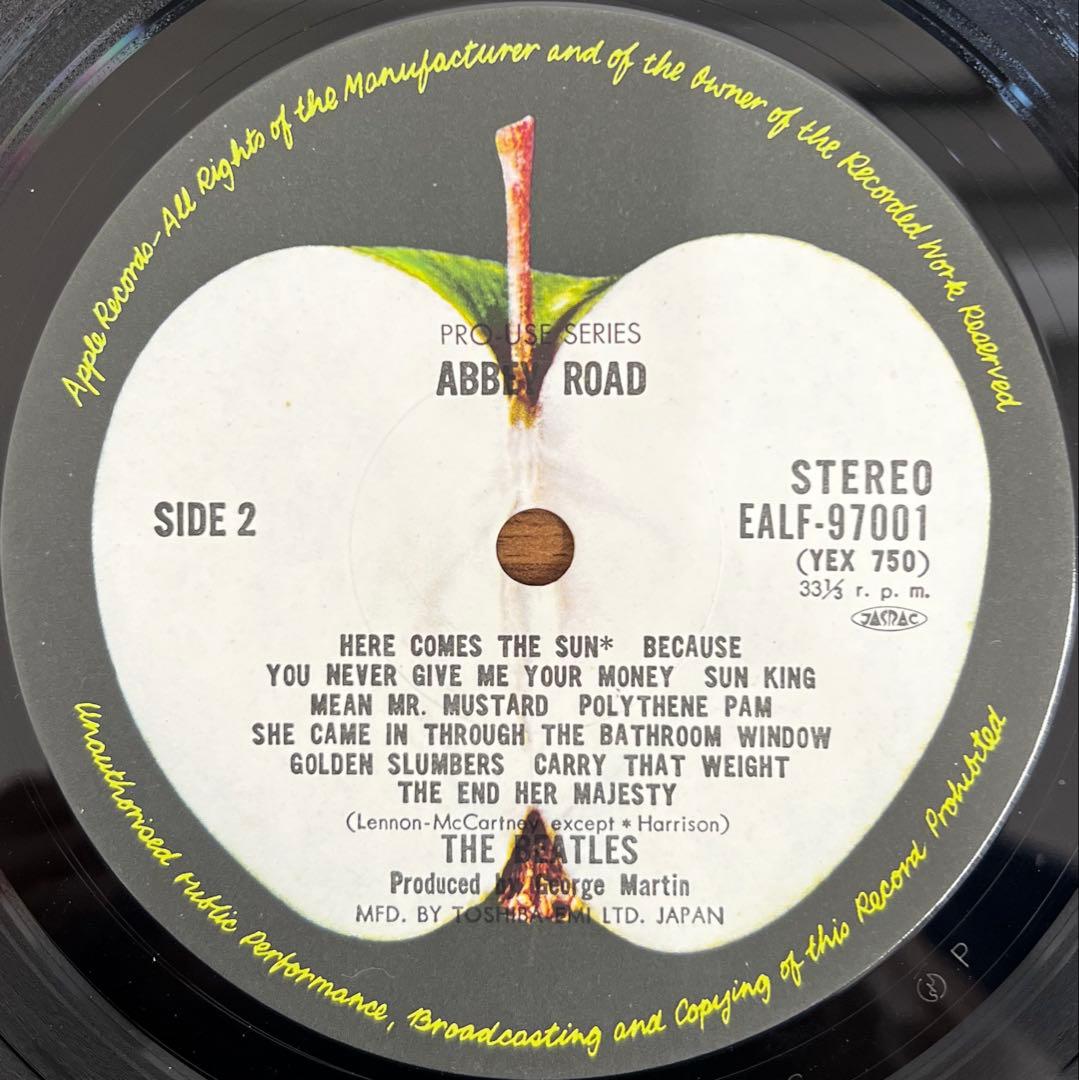 Apple Records-All Rights of the Manufacturer and of the Owner of the Recorded Work Reserved
PRO-USE SERIES
ABBEY ROAD
STEREO
SIDE 2
EALF-97001
(YEX 750)
33⅓ r. p. m.
JASRAC
HERE COMES THE SUN* BECAUSE
YOU NEVER GIVE ME YOUR MONEY SUN KING
MEAN MR. MUSTARD POLYTHENE PAM
SHE CAME IN THROUGH THE BATHROOM WINDOW
GOLDEN SLUMBERS CARRY THAT WEIGHT
THE END HER MAJESTY
(Lennon-McCartney except * Harrison)
THE BEATLES
Produced by George Martin
MFD. BY TOSHIBA-EMI LTD. JAPAN
Unauthorised Public Performance, Broadcasting and Copying of this Record Prohibited
P